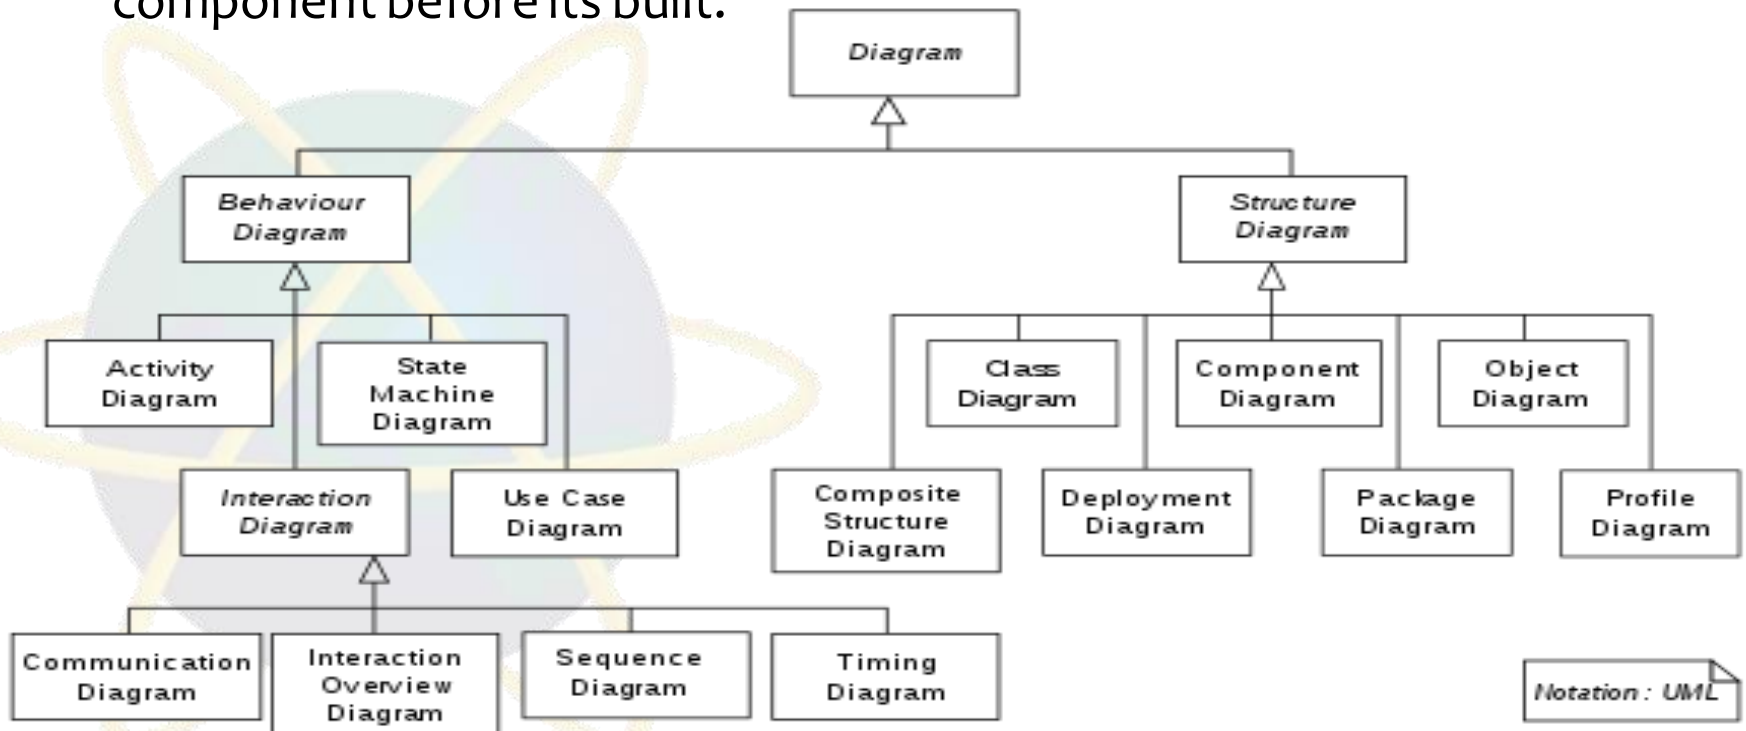 component before its built.
Diagram
Behaviour
Diagram
Structure
Diagram
Activity
Diagram
State
Machine
Diagram
Class
Diagram
Component
Diagram
Object
Diagram
Interaction
Diagram
Use Case
Diagram
Composite
Structure
Diagram
Deployment
Diagram
Package
Diagram
Profile
Diagram
Communication
Diagram
Interaction
Overview
Diagram
Sequence
Diagram
Timing
Diagram
Notation : UML